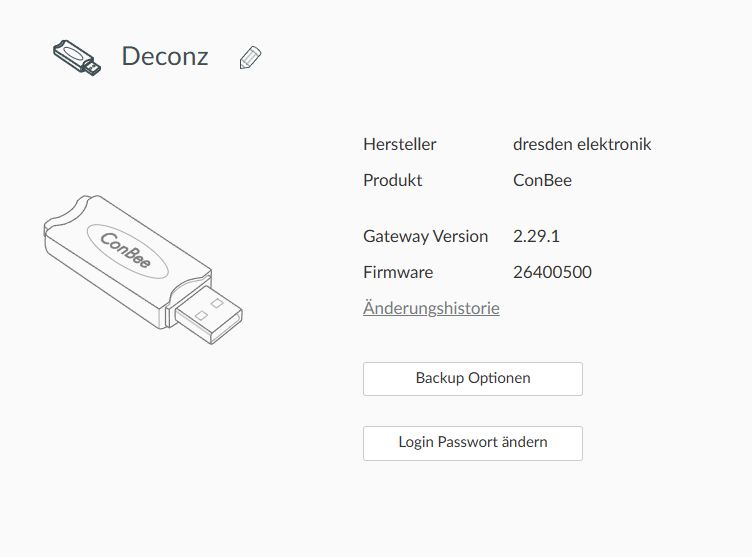 Deconz
Hersteller dresden elektronik
Produkt ConBee
ConBee
Gateway Version 2.29.1
Firmware 26400500
Änderungshistorie
Backup Optionen
Login Passwort ändern